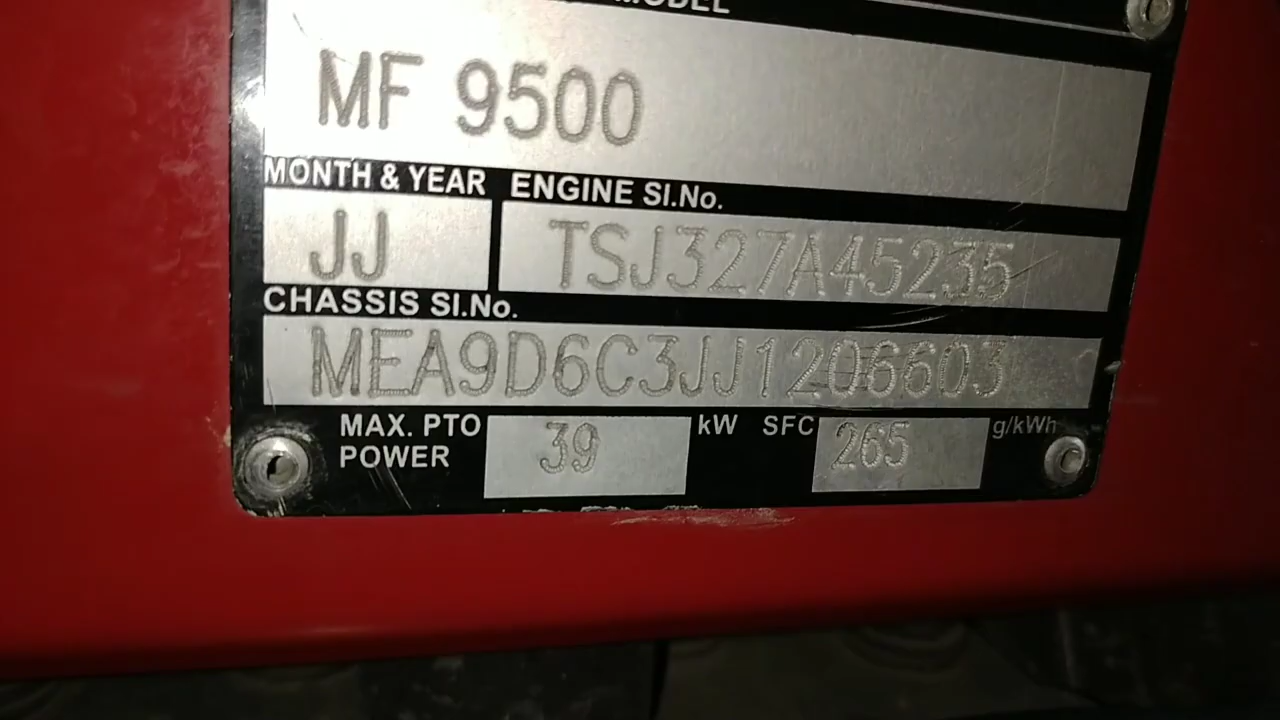 MODEL
MF 9500
MONTH & YEAR ENGINE Sl.No.
JJ TSJ327A45235
CHASSIS Sl.No.
MEA9D6C3JJ1206603
MAX. PTO POWER 39 kW SFC 265 g/kWh